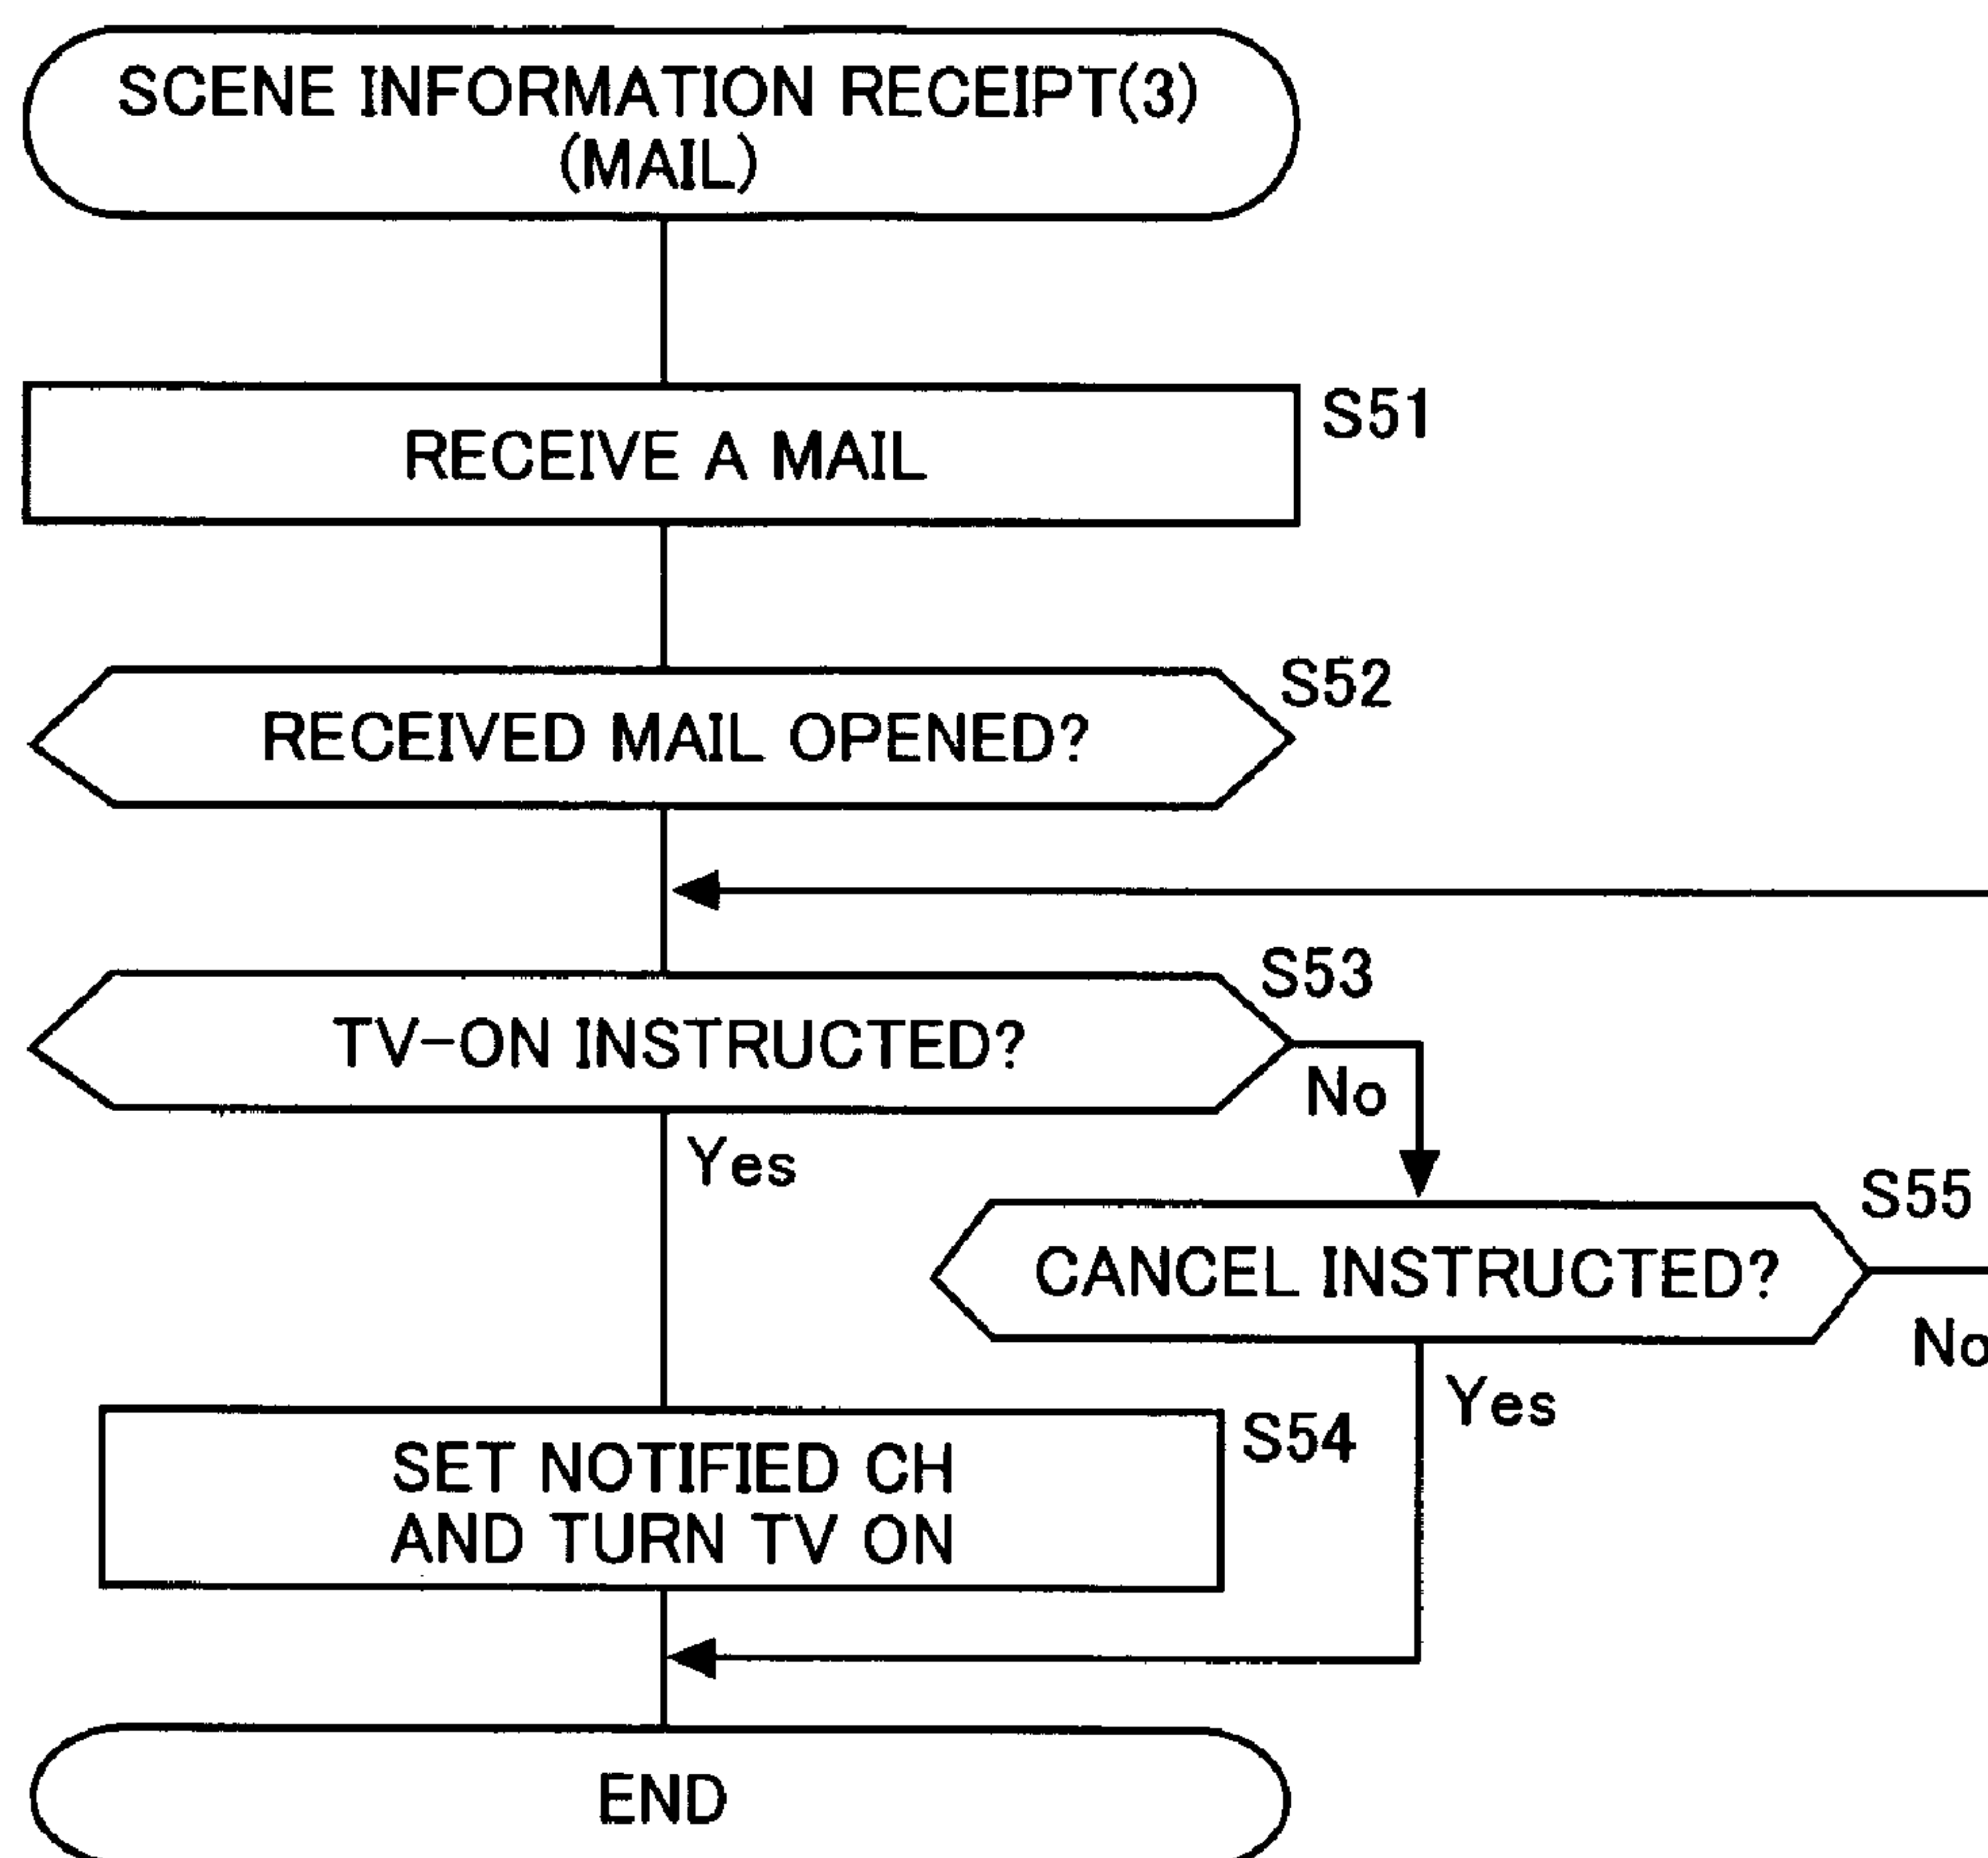 SCENE INFORMATION RECEIPT(3)
(MAIL)
S51
RECEIVE A MAIL
S52
RECEIVED MAIL OPENED?
S53
TV-ON INSTRUCTED?
No
Yes
S55
CANCEL INSTRUCTED?
No
Yes
S54
SET NOTIFIED CH
AND TURN TV ON
END